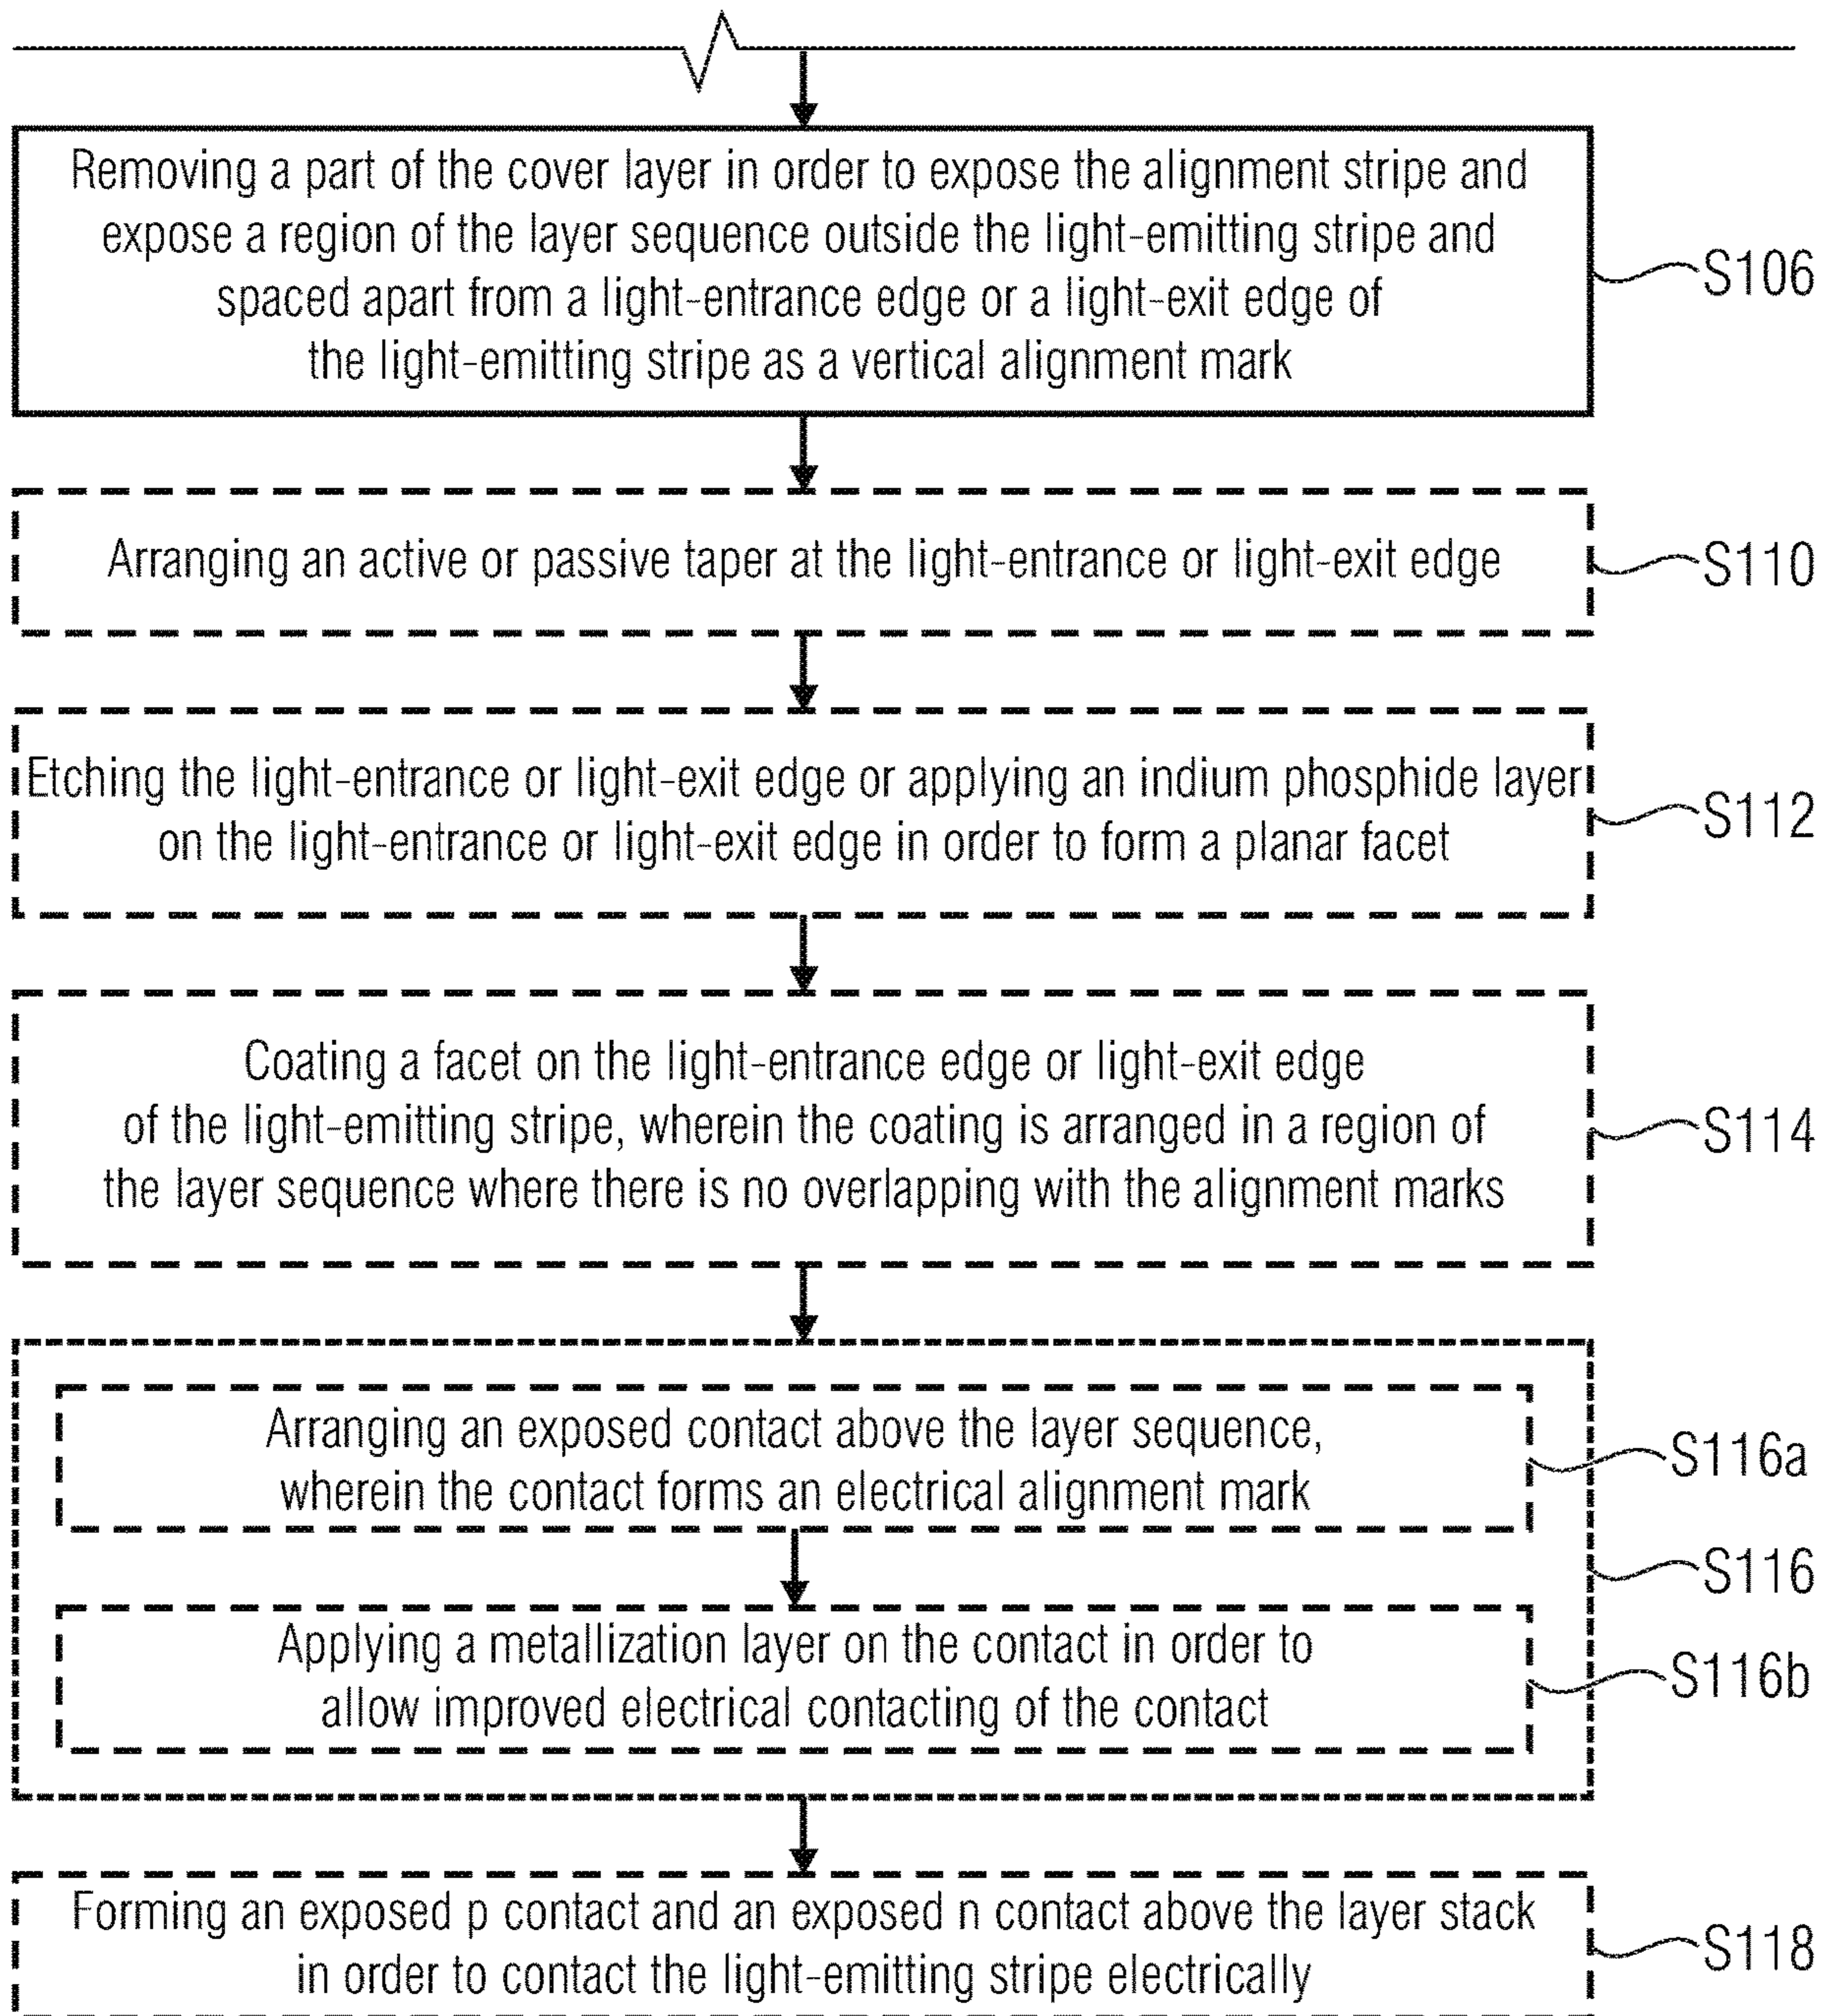 Removing a part of the cover layer in order to expose the alignment stripe and
expose a region of the layer sequence outside the light-emitting stripe and
spaced apart from a light-entrance edge or a light-exit edge of
the light-emitting stripe as a vertical alignment mark
S106
Arranging an active or passive taper at the light-entrance or light-exit edge
S110
Etching the light-entrance or light-exit edge or applying an indium phosphide layer
on the light-entrance or light-exit edge in order to form a planar facet
S112
Coating a facet on the light-entrance edge or light-exit edge
of the light-emitting stripe, wherein the coating is arranged in a region of
the layer sequence where there is no overlapping with the alignment marks
S114
Arranging an exposed contact above the layer sequence,
wherein the contact forms an electrical alignment mark
S116a
S116
Applying a metallization layer on the contact in order to
allow improved electrical contacting of the contact
S116b
Forming an exposed p contact and an exposed n contact above the layer stack
in order to contact the light-emitting stripe electrically
S118